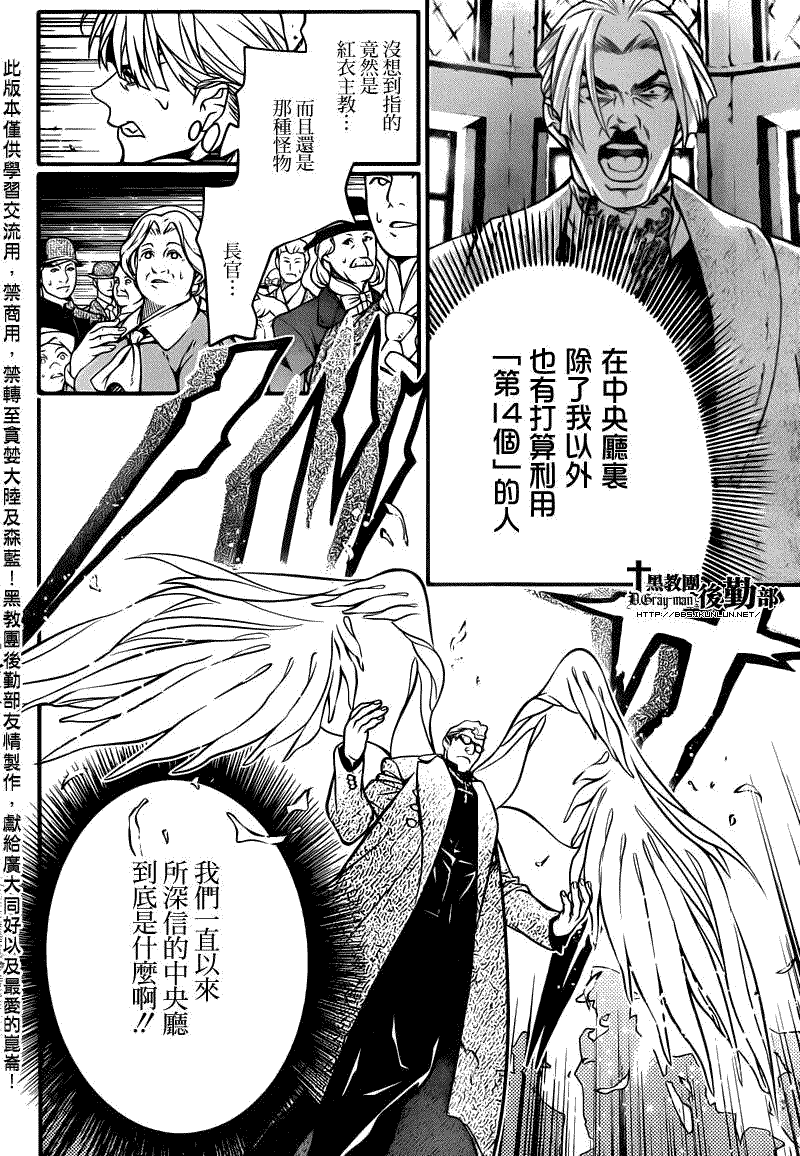 在中央廳裏
除了我以外
也有打算利用
「第14個」的人
沒想到指的
竟然是
紅衣主教…
而且還是
那種怪物
長官…
我們一直以來
所深信的中央廳
到底是什麼啊!!
黑教團
D.Gray-man 後勤部
HTTP://BBSIKUNLUN.NET/
此版本僅供學習交流用，禁商用，禁轉至貪婪大陸及森藍！黑教團後勤部友情製作，獻給廣大同好以及最愛的崑崙！